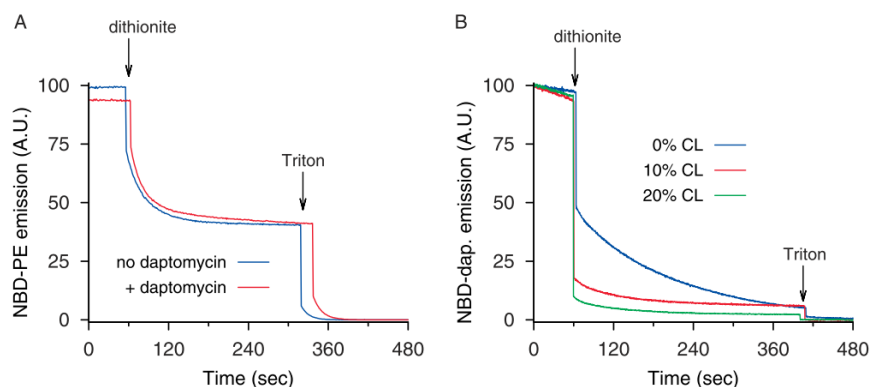 A
dithionite
100
75
50
25
0
NBD-PE emission (A.U.)
Triton
no daptomycin
+ daptomycin
0
120
240
360
480
Time (sec)
B
dithionite
100
75
50
25
0
NBD-dap. emission (A.U.)
0% CL
10% CL
20% CL
Triton
0
120
240
360
480
Time (sec)